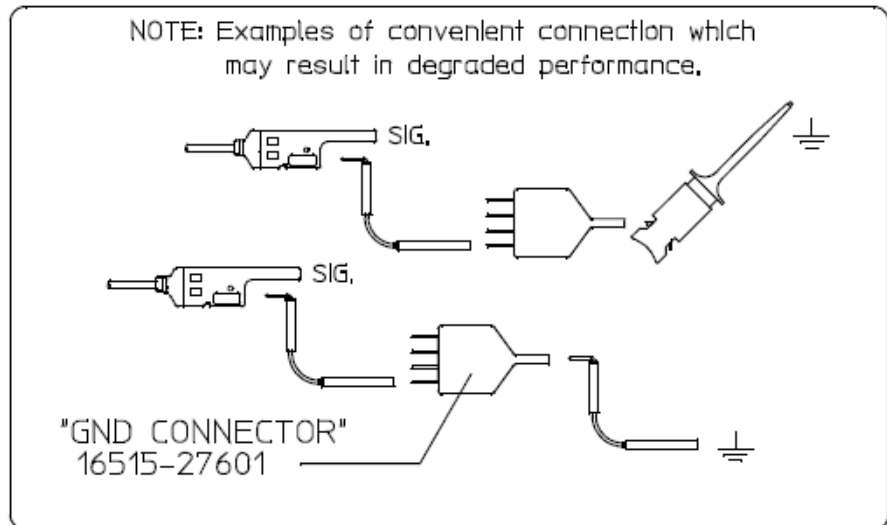 NOTE: Examples of convenient connection which
may result in degraded performance.
SIG.
SIG.
"GND CONNECTOR"
16515-27601